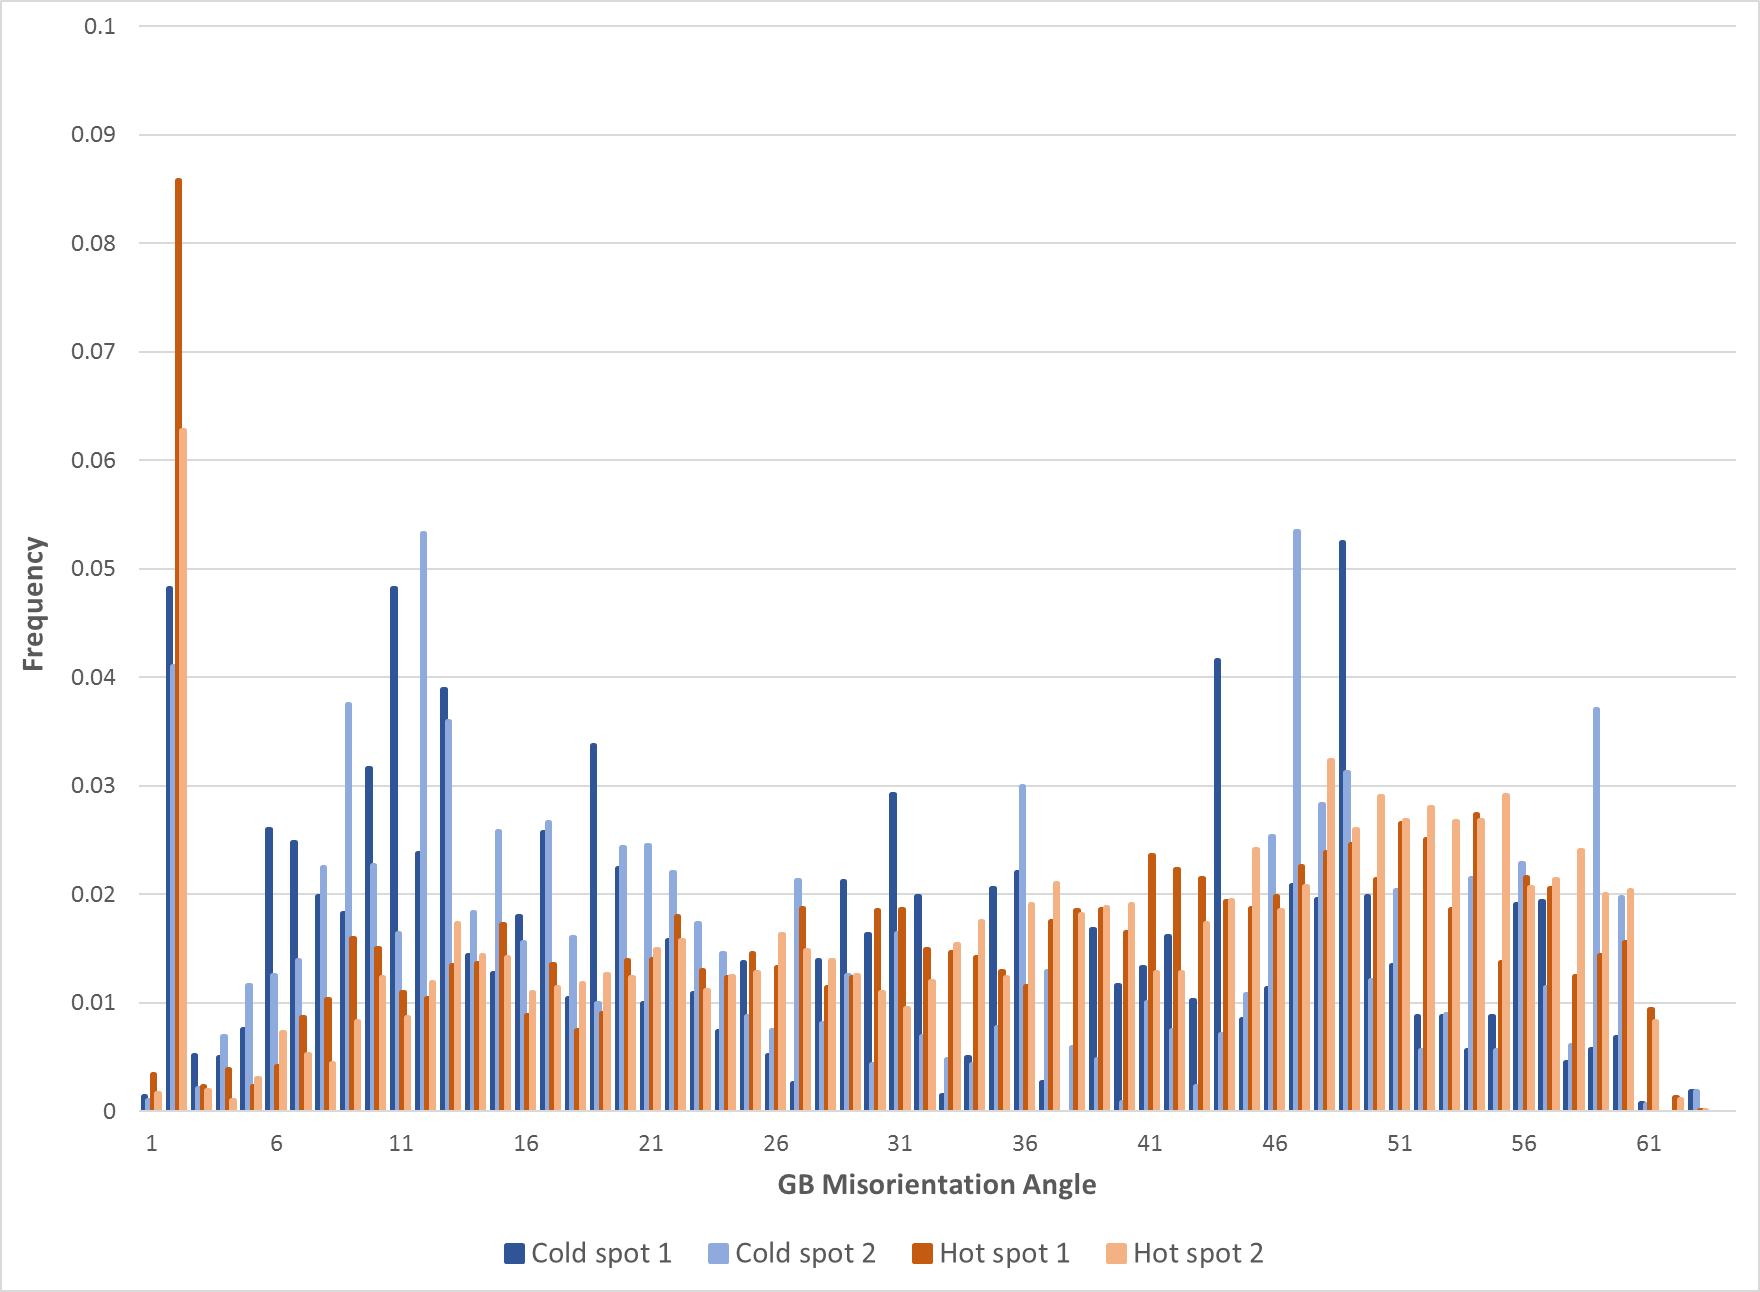 0.1
0.09
0.08
0.07
0.06
0.05
0.04
0.03
0.02
0.01
0
Frequency
1 6 11 16 21 26 31 36 41 46 51 56 61
GB Misorientation Angle
Cold spot 1 Cold spot 2 Hot spot 1 Hot spot 2